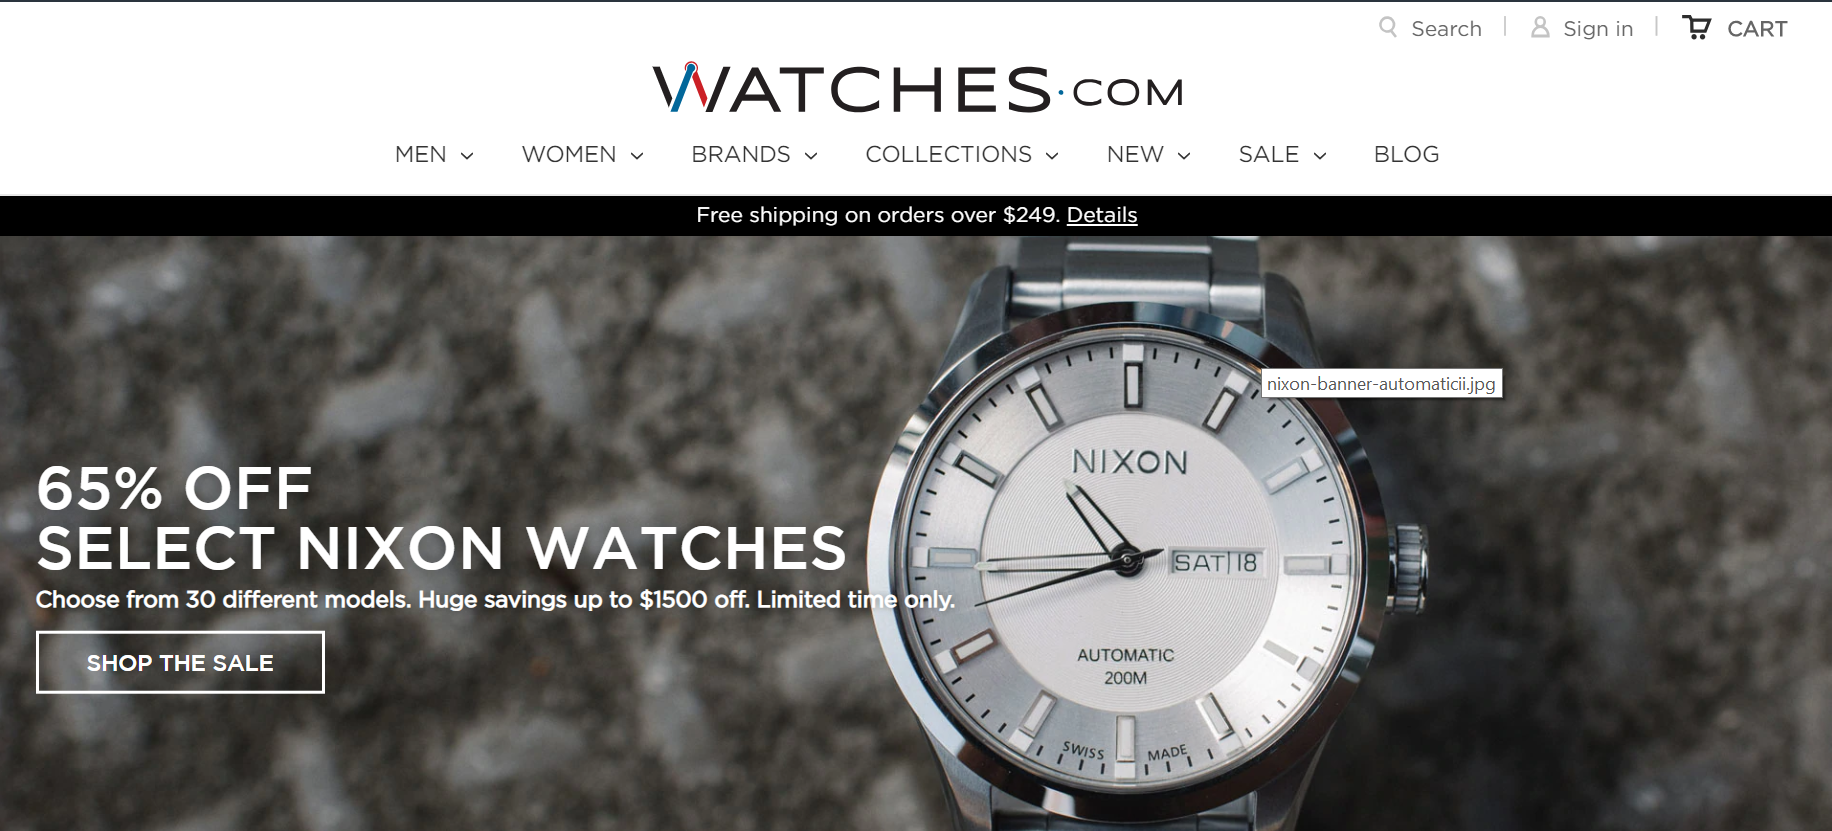 Search
Sign in
CART
WATCHES.COM
MEN
WOMEN
BRANDS
COLLECTIONS
NEW
SALE
BLOG
Free shipping on orders over $249. Details
nixon-banner-automaticii.jpg
NIXON
SAT 18
AUTOMATIC
200M
SWISS MADE
65% OFF
SELECT NIXON WATCHES
Choose from 30 different models. Huge savings up to $1500 off. Limited time only.
SHOP THE SALE